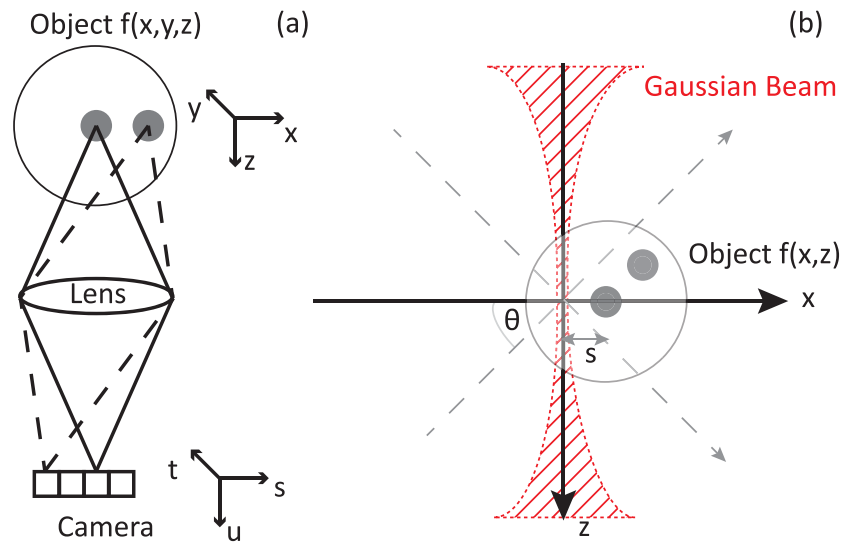 Object f(x,y,z)
(a)
y
x
z
Lens
t
s
u
Camera
(b)
Gaussian Beam
Object f(x,z)
x
θ
s
z